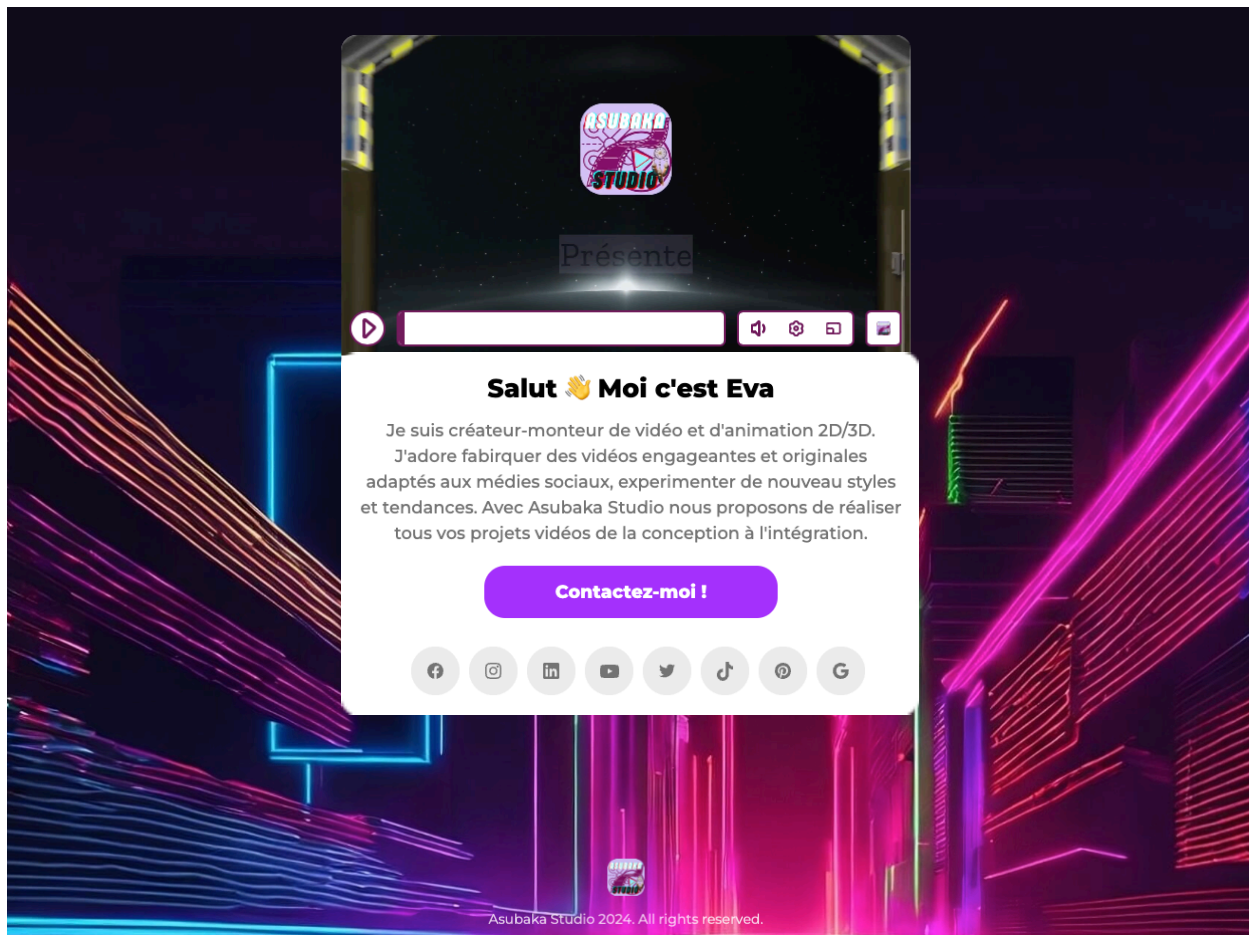 ASUBAKA
STUDIO
Présente
Salut 👋 Moi c'est Eva
Je suis créateur-monteur de vidéo et d'animation 2D/3D.
J'adore fabirquer des vidéos engageantes et originales
adaptés aux médies sociaux, experimenter de nouveau styles
et tendances. Avec Asubaka Studio nous proposons de réaliser
tous vos projets vidéos de la conception à l'intégration.
Contactez-moi !
ASUBAKA
STUDIO
Asubaka Studio 2024. All rights reserved.